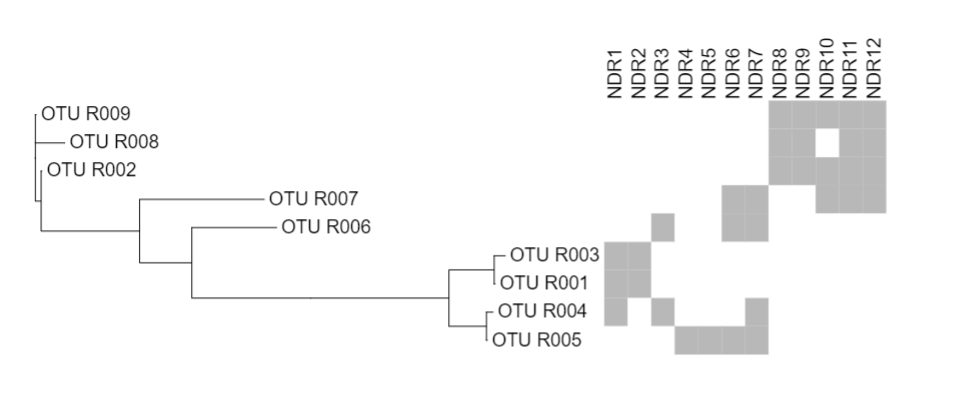 NDR1 NDR2 NDR3 NDR4 NDR5 NDR6 NDR7 NDR8 NDR9 NDR10 NDR11 NDR12
OTU R009
OTU R008
OTU R002
OTU R007
OTU R006
OTU R003
OTU R001
OTU R004
OTU R005